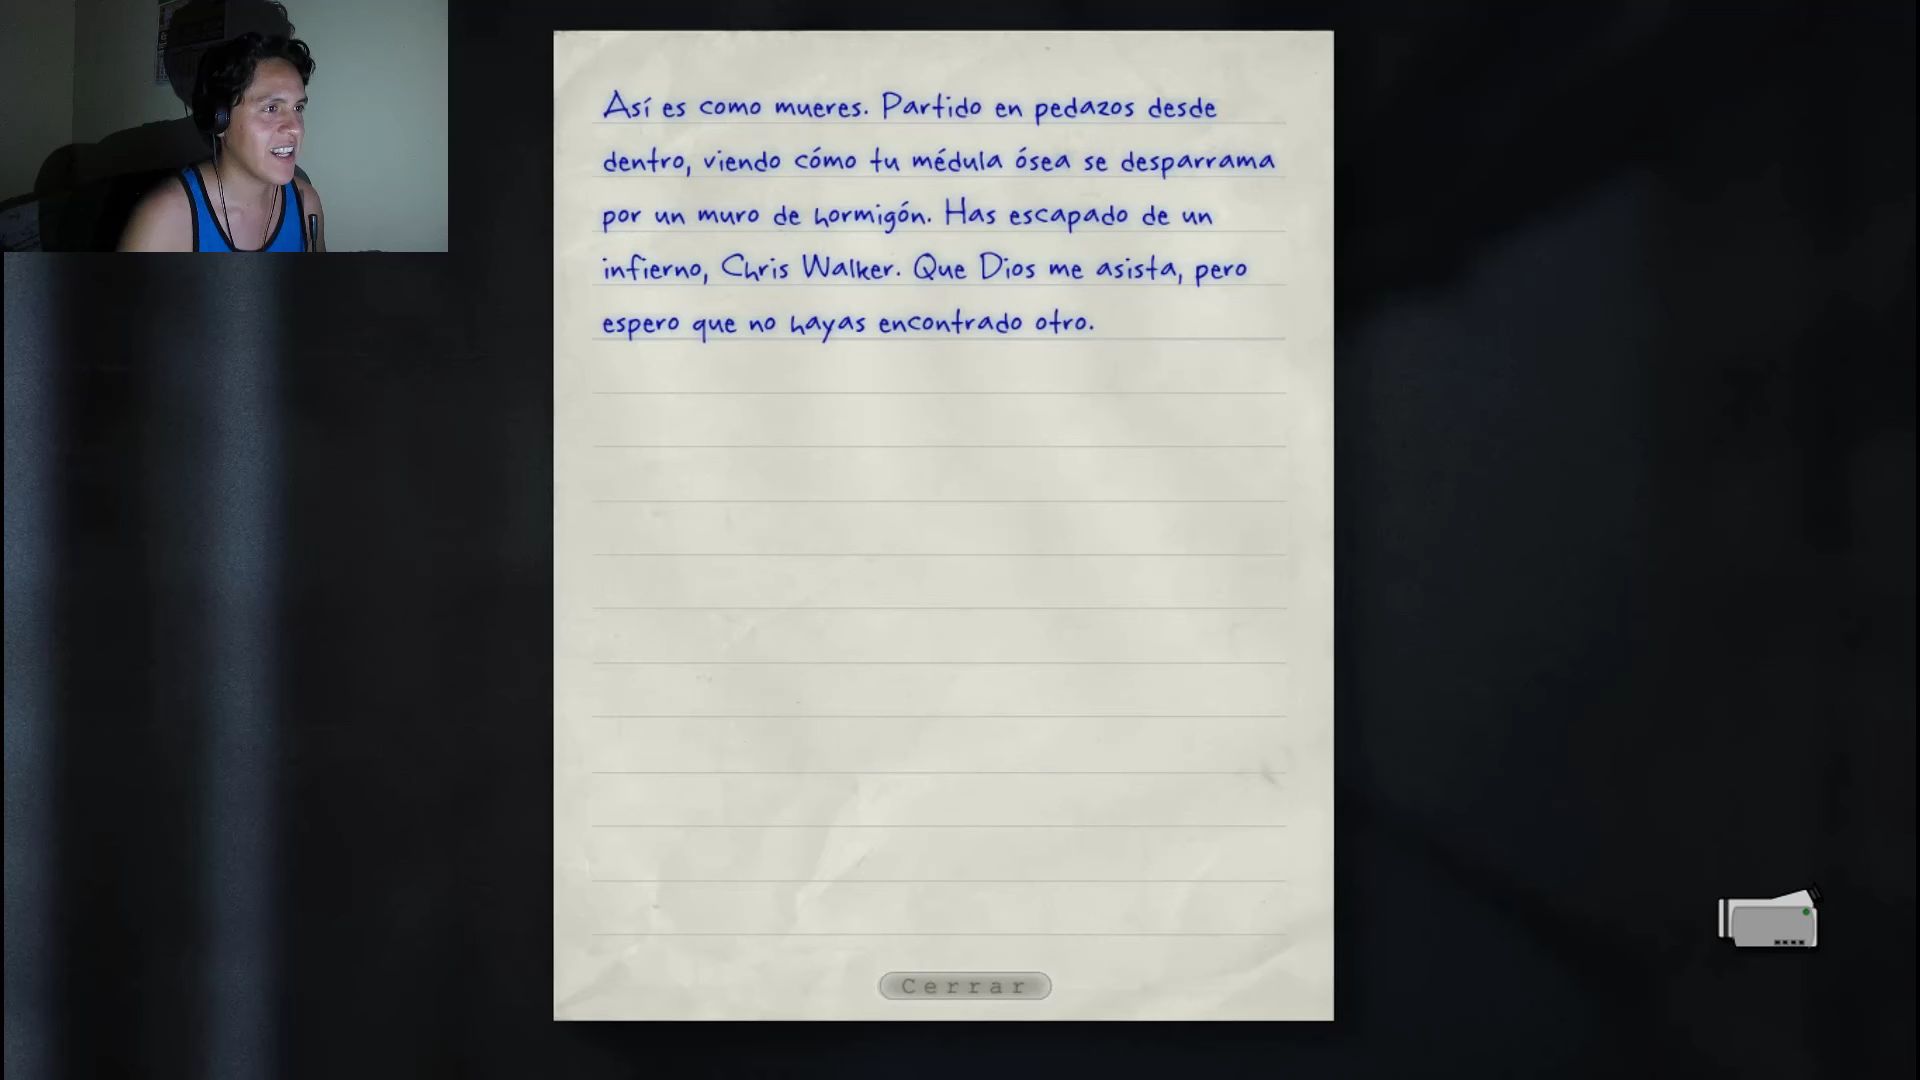 Así es como mueres. Partido en pedazos desde
dentro, viendo cómo tu médula ósea se desparrama
por un muro de hormigón. Has escapado de un
infierno, Chris Walker. Que Dios me asista, pero
espero que no hayas encontrado otro.
Cerrar